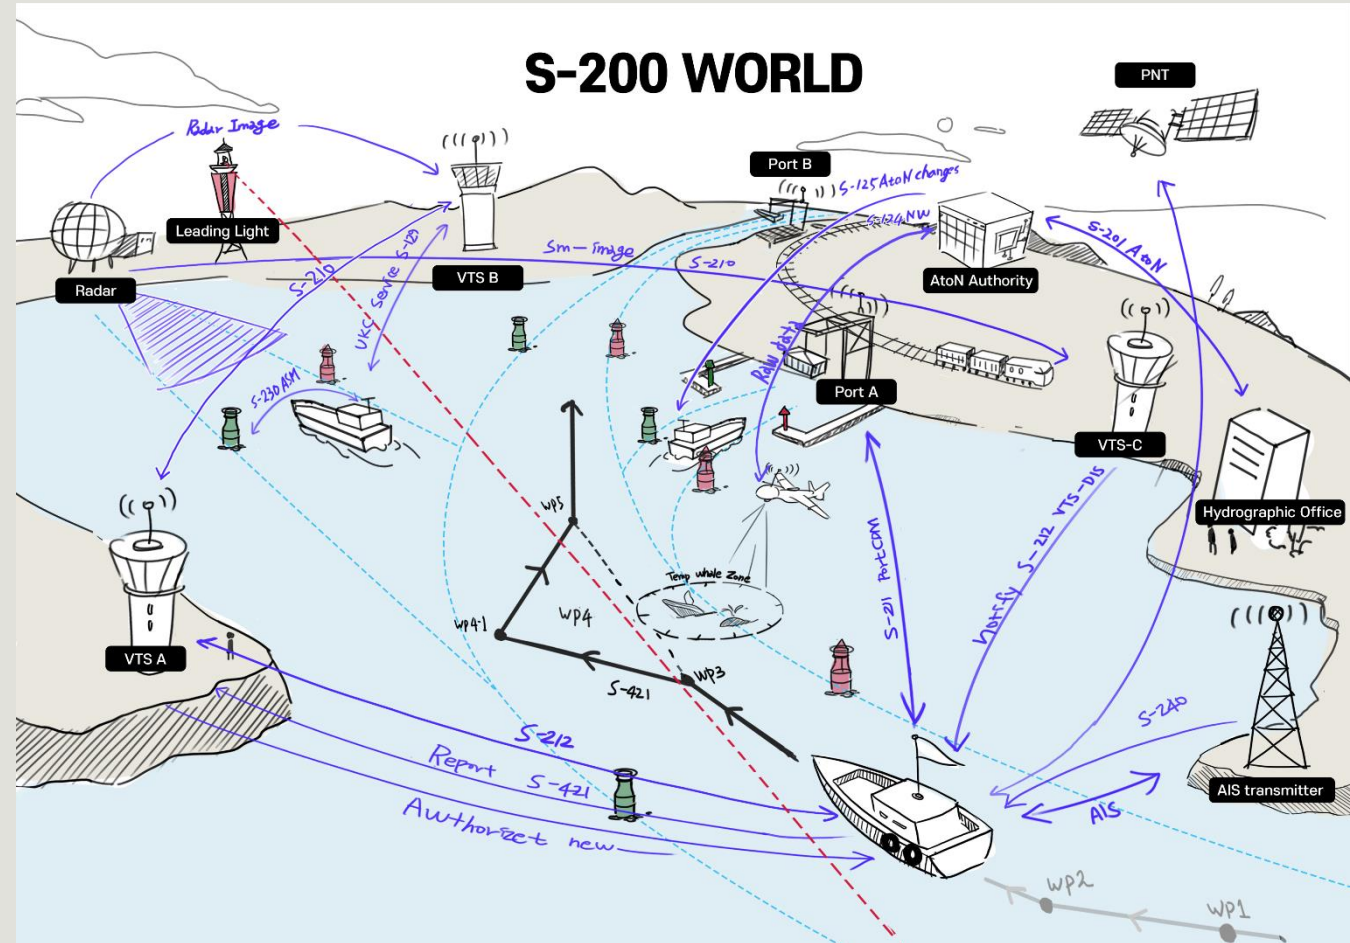 S-200 WORLD
PNT
Radar Image
Port B
S-125 AtoN changes
S-124 NW
Leading Light
S-201 AtoN
Sm-image
S-210
S-129
UKC Service
VTS B
S-210
AtoN Authority
Radar
Raw data
S-230 ASM
Port A
VTS-C
Hydrographic Office
WP5
S-211 PortCDM
Notify S-212 VTS-DIS
Temp whale Zone
WP4
WP4-1
VTS A
WP3
S-421
S-240
S-212
Report S-421
AIS transmitter
AIS
Authorizet new
WP2
WP1